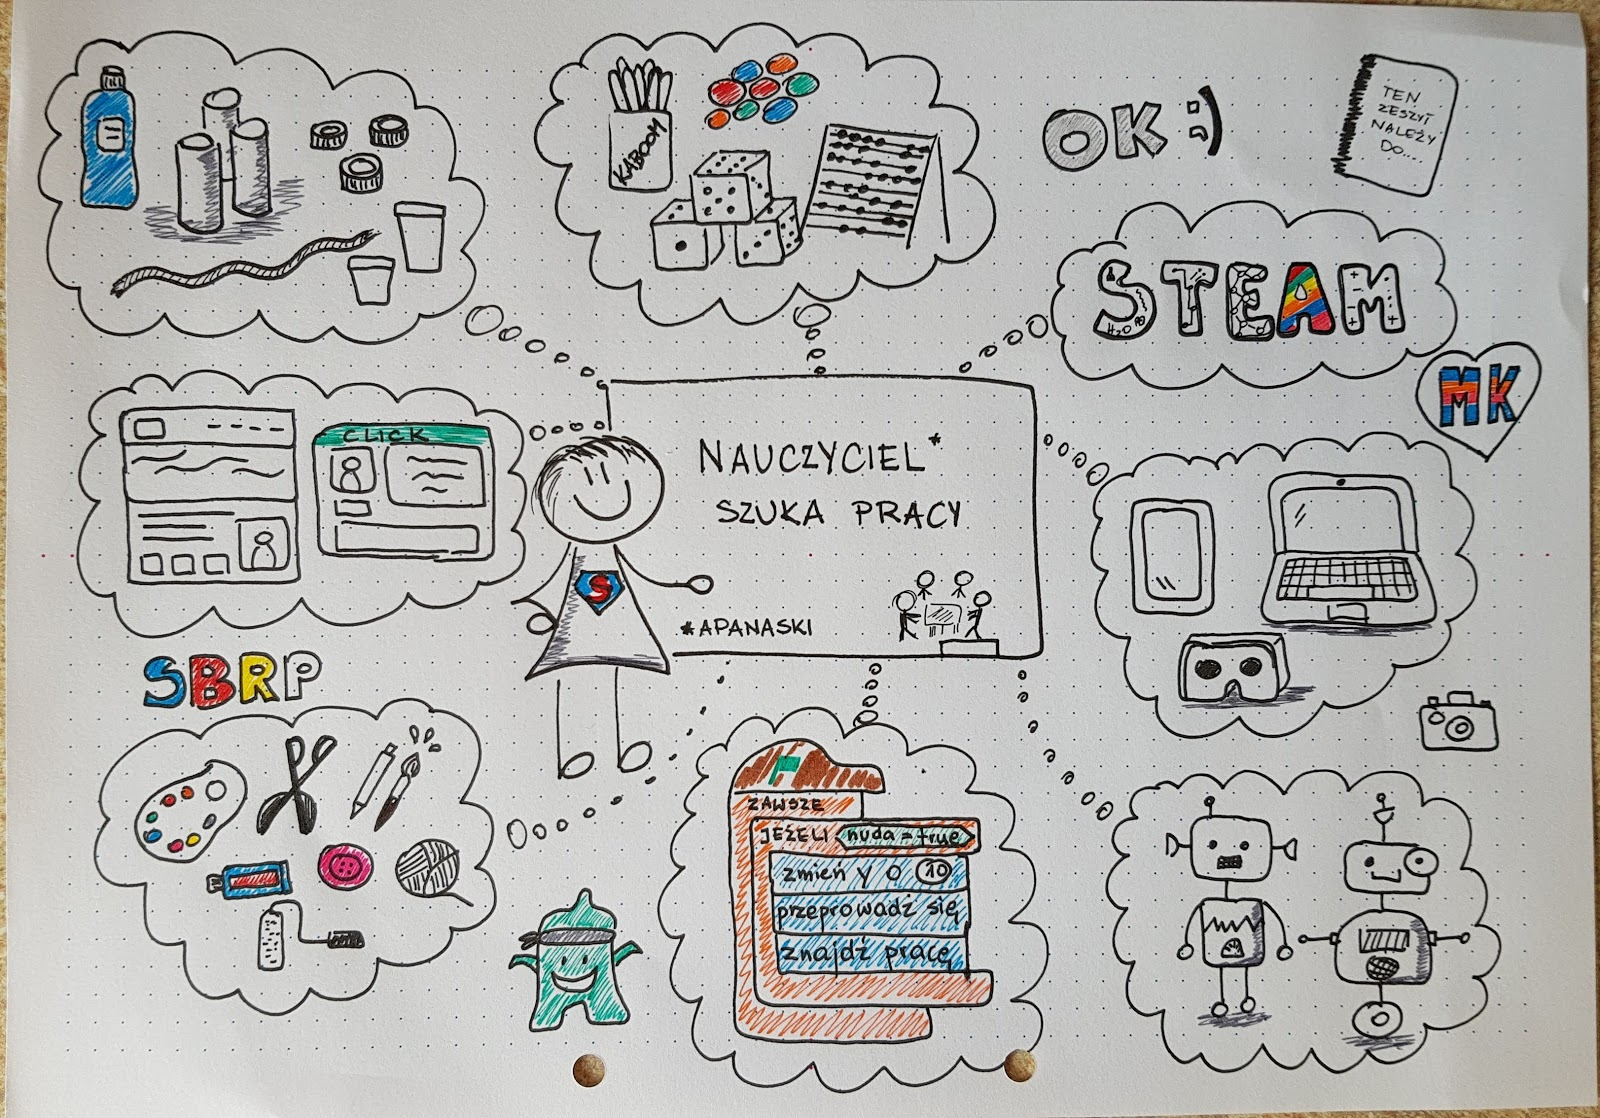 KABOOM
OK :)
TEN
ZESZYT
NALEŻY
DO....
STEAM
H2O
MK
CLICK
NAUCZYCIEL*
SZUKA PRACY
S
*APANASKI
SBRP
ZAWSZE
JEŻELI nuda = true
zmień y o 10
przeprowadź się
znajdź pracę